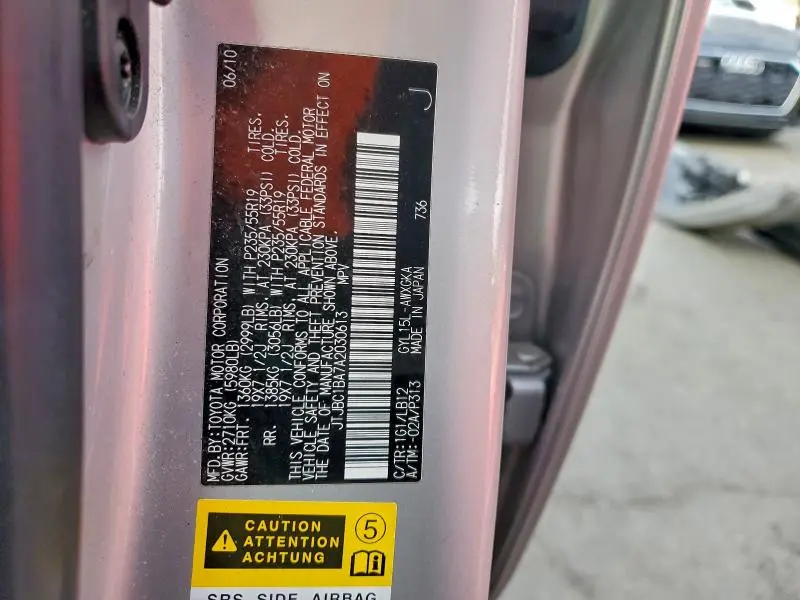 MFD.BY:TOYOTA MOTOR CORPORATION 06/10
GVWR:2710KG (5980LB)
GAWR:FRT. 1360KG (2999LB) WITH P235/55R19 TIRES.
19X7 1/2J RIMS, AT 230KPA (33PSI) COLD.
RR. 1385KG (3056LB) WITH P235/55R19 TIRES.
19X7 1/2J RIMS, AT 230KPA (33PSI) COLD.
THIS VEHICLE CONFORMS TO ALL APPLICABLE FEDERAL MOTOR
VEHICLE SAFETY AND THEFT PREVENTION STANDARDS IN EFFECT ON
THE DATE OF MANUFACTURE SHOWN ABOVE.
JTJBC1BA7A2030613 MPV
C/TR:1G1/LB12 GYL15L-AWXGKA 736
A/TM:-02A/P313 MADE IN JAPAN
J
CAUTION
ATTENTION
ACHTUNG
5
SRS SIDE AIRBAG